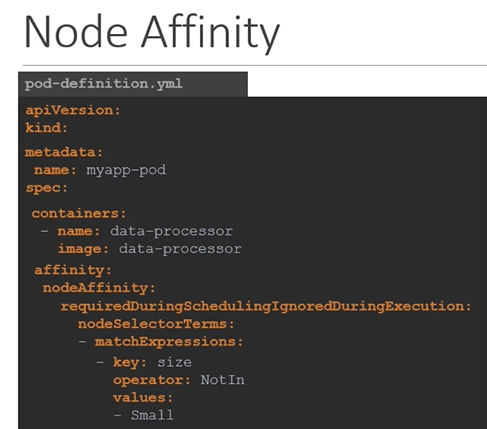 Node Affinity
pod-definition.yml
apiVersion:
kind:
metadata:
name: myapp-pod
spec:
containers:
- name: data-processor
image: data-processor
affinity:
nodeAffinity:
requiredDuringSchedulingIgnoredDuringExecution:
nodeSelectorTerms:
- matchExpressions:
- key: size
operator: NotIn
values:
- Small